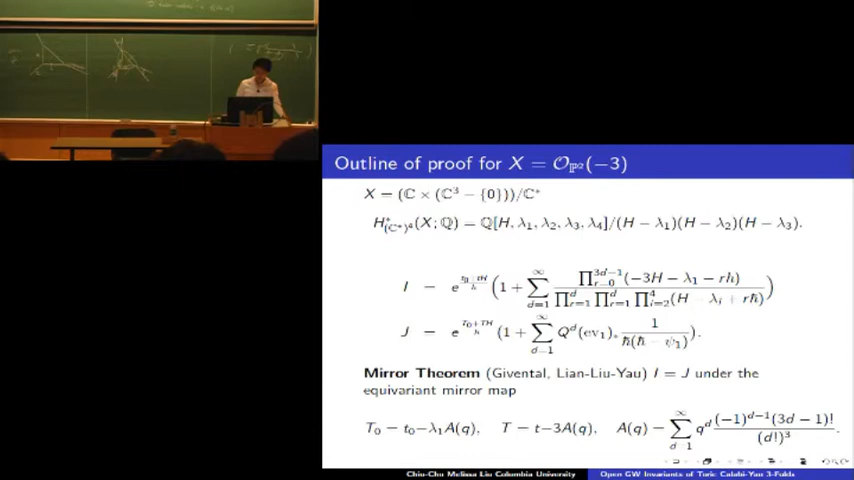 Outline of proof for X = 𝒪_{ℙ²}(−3)
X = (ℂ × (ℂ³ − {0}))/ℂ*
H*_{(ℂ*)⁴}(X; ℚ) = ℚ[H, λ₁, λ₂, λ₃, λ₄]/(H − λ₁)(H − λ₂)(H − λ₃).
I = e^{(t₀+tH)/ħ}(1 + ∑_{d=1}^{∞} ∏_{r=0}^{3d−1}(−3H − λ₁ − rħ) / ∏_{r=1}^{d} ∏_{r=1}^{d} ∏_{i=2}^{4}(H − λ_i + rħ))
J = e^{(T₀+TH)/ħ}(1 + ∑_{d=1}^{∞} Q^d(ev₁)_* 1/(ħ(ħ − ψ₁))).
Mirror Theorem (Givental, Lian-Liu-Yau) I = J under the
equivariant mirror map
T₀ = t₀−λ₁A(q), T = t−3A(q), A(q) = ∑_{d=1}^{∞} q^d (−1)^{d−1}(3d − 1)!/(d!)³.
Chiu-Chu Melissa Liu Columbia University Open GW Invariants of Toric Calabi-Yau 3-Folds